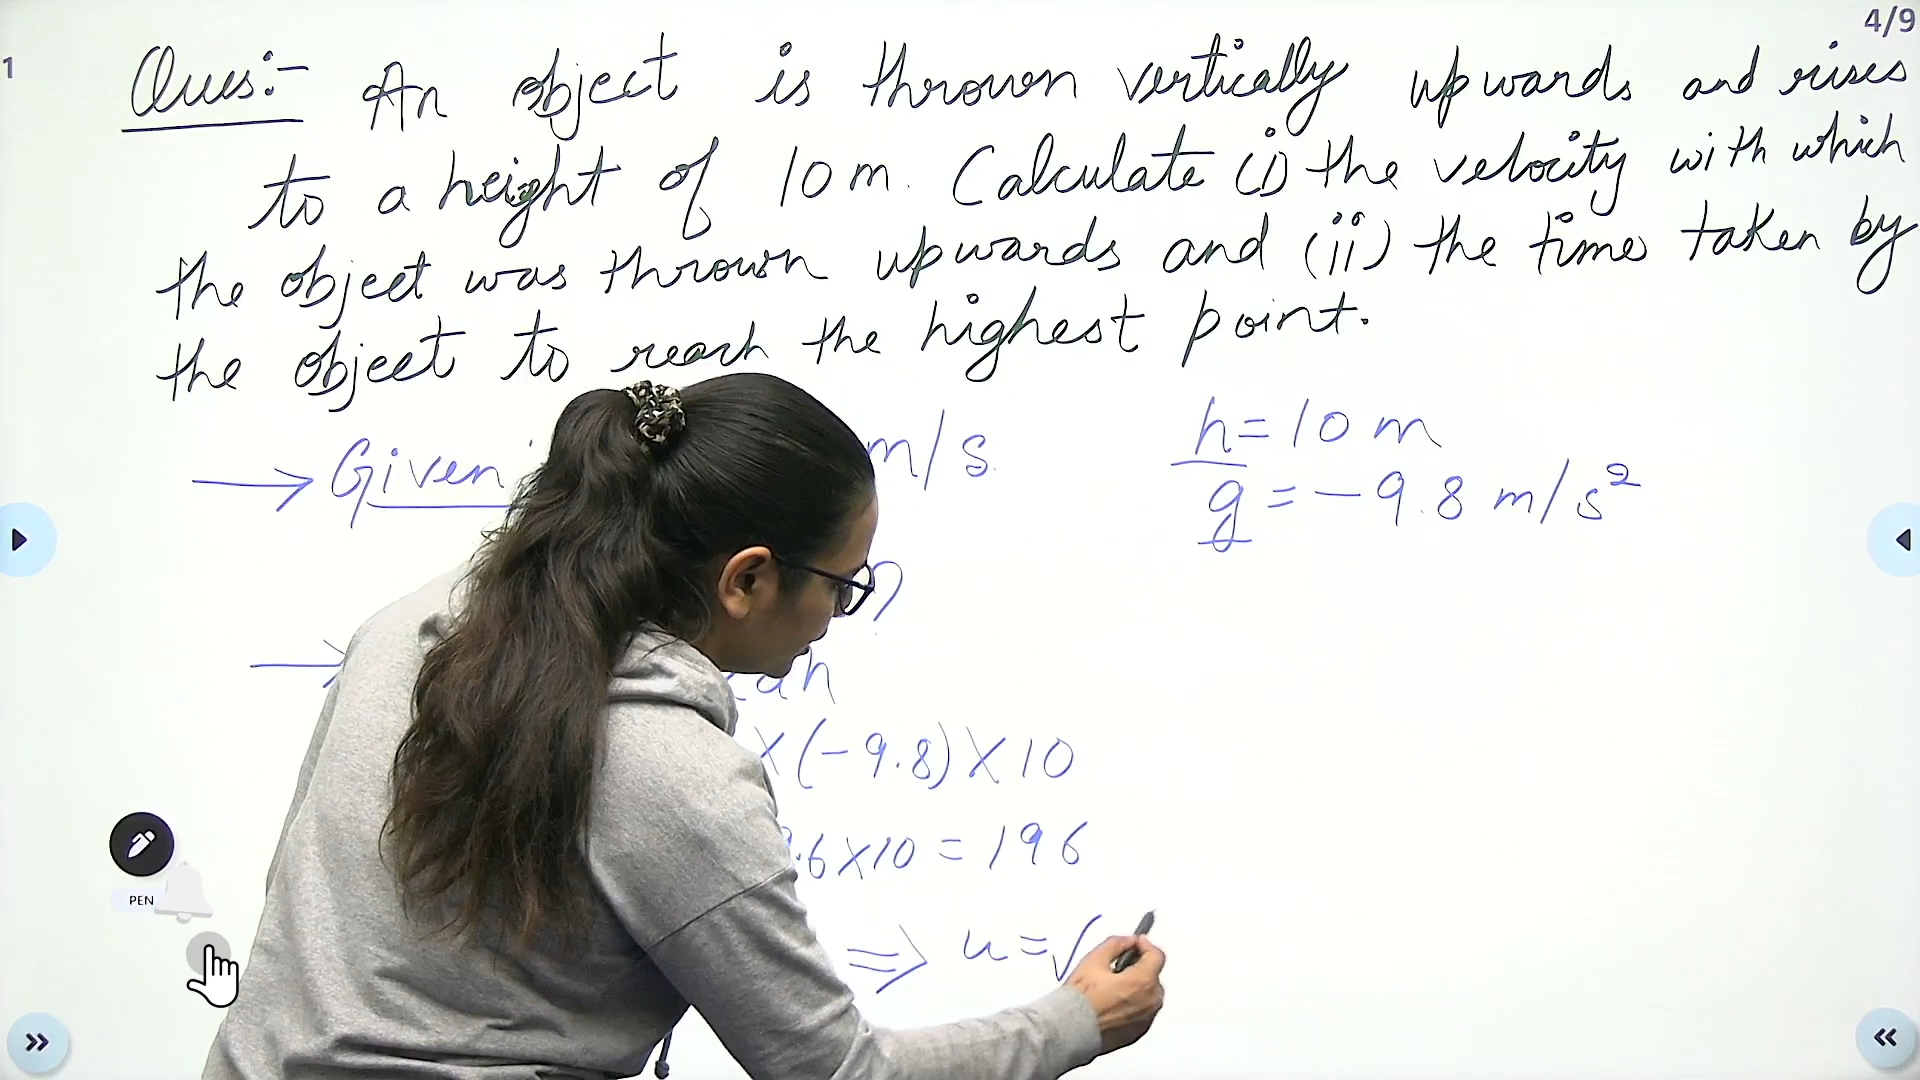 4/9
1
Ques:- An object is thrown vertically upwards and rises
to a height of 10 m. Calculate (i) the velocity with which
the object was thrown upwards and (ii) the time taken by
the object to reach the highest point.
Given m/s. h = 10 m
g = -9.8 m/s²
h
X (-9.8) X 10
.6 X 10 = 196
⇒ u = √
PEN